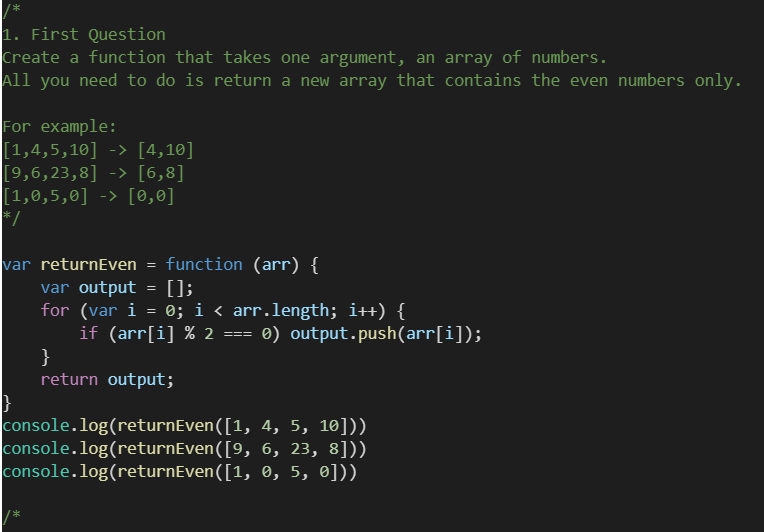 /*
1. First Question
Create a function that takes one argument, an array of numbers.
All you need to do is return a new array that contains the even numbers only.

For example:
[1,4,5,10] -> [4,10]
[9,6,23,8] -> [6,8]
[1,0,5,0] -> [0,0]
*/

var returnEven = function (arr) {
    var output = [];
    for (var i = 0; i < arr.length; i++) {
        if (arr[i] % 2 === 0) output.push(arr[i]);
    }
    return output;
}
console.log(returnEven([1, 4, 5, 10]))
console.log(returnEven([9, 6, 23, 8]))
console.log(returnEven([1, 0, 5, 0]))

/*